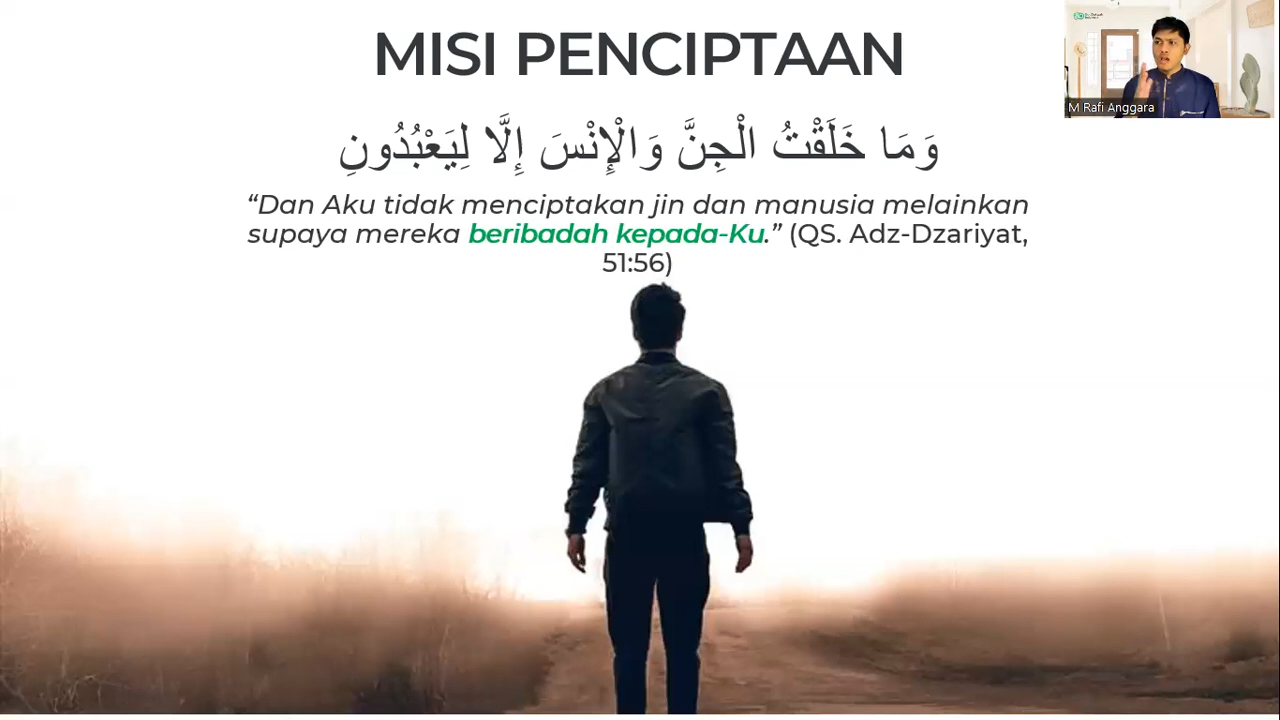 MISI PENCIPTAAN
وَمَا خَلَقْتُ الْجِنَّ وَالْإِنْسَ إِلَّا لِيَعْبُدُونِ
“Dan Aku tidak menciptakan jin dan manusia melainkan
supaya mereka beribadah kepada-Ku.” (QS. Adz-Dzariyat,
51:56)
M Rafi Anggara